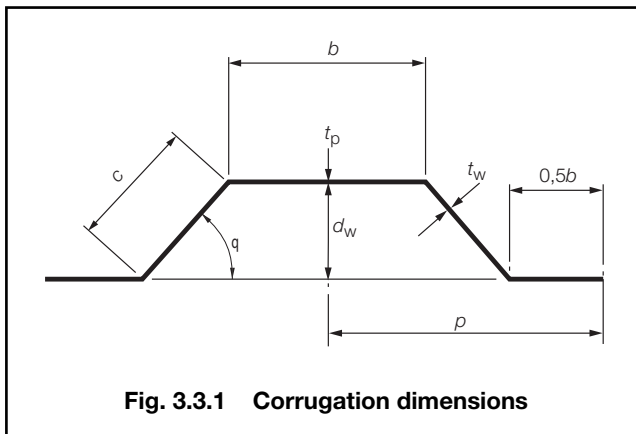 b
t_p
c
t_w
0,5b
d_w
q
p
Fig. 3.3.1 Corrugation dimensions